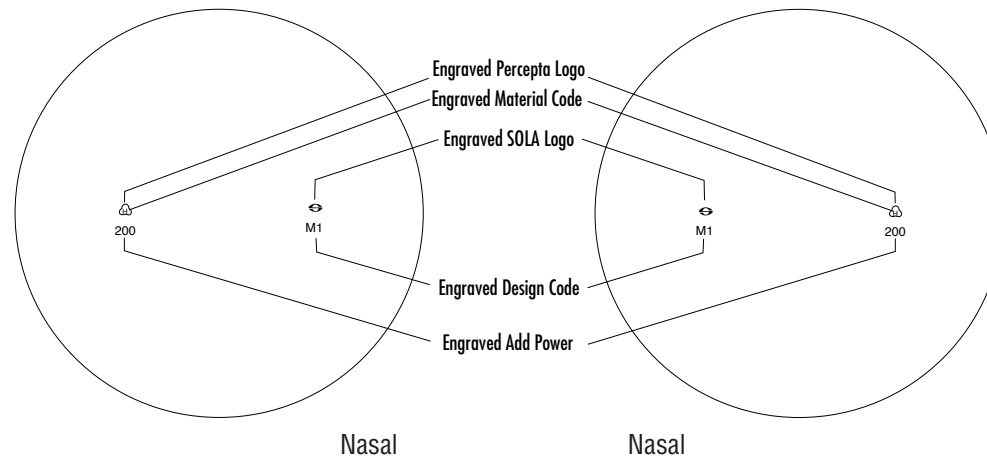 Engraved Percepta Logo
Engraved Material Code
Engraved SOLA Logo
H
200
M1
M1
H
200
Engraved Design Code
Engraved Add Power
Nasal
Nasal